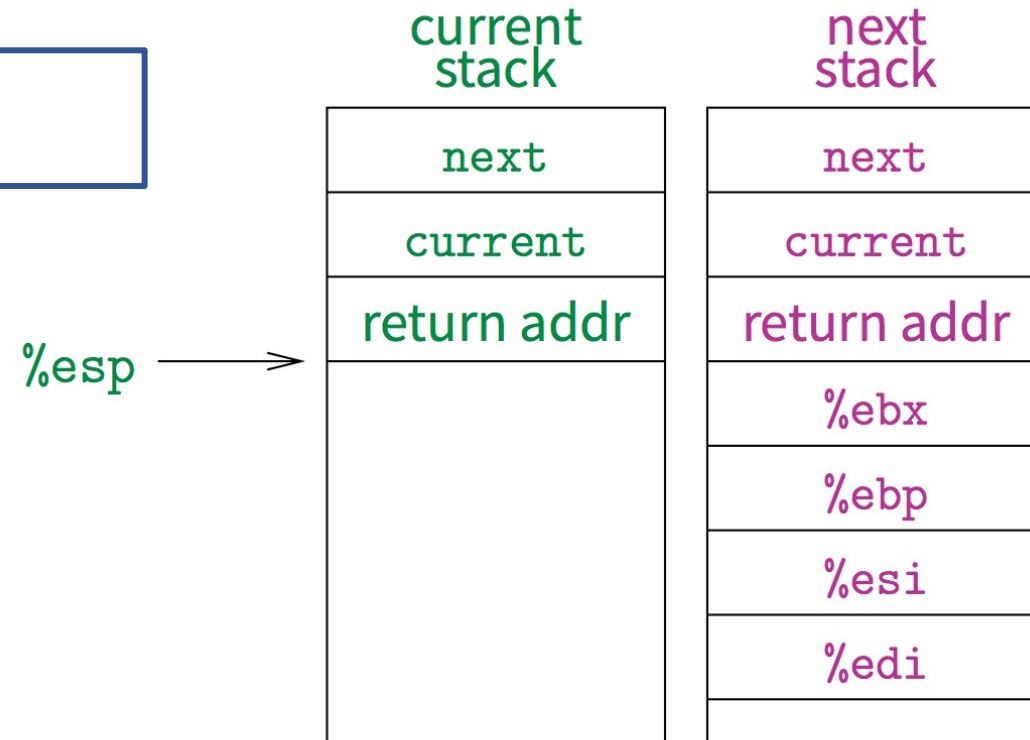 current
stack
next
current
return addr
%esp
next
stack
next
current
return addr
%ebx
%ebp
%esi
%edi